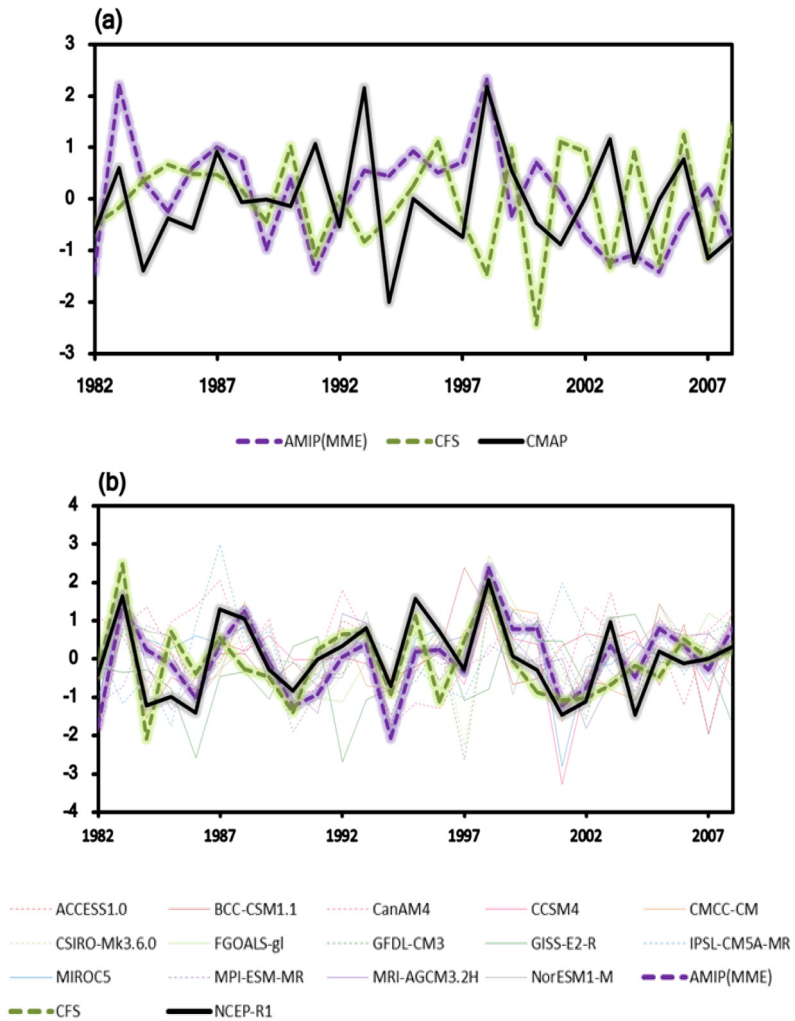 (a)
3
2
1
0
-1
-2
-3
1982 1987 1992 1997 2002 2007
AMIP(MME) CFS CMAP
(b)
4
3
2
1
0
-1
-2
-3
-4
1982 1987 1992 1997 2002 2007
ACCESS1.0 BCC-CSM1.1 CanAM4 CCSM4 CMCC-CM
CSIRO-Mk3.6.0 FGOALS-gl GFDL-CM3 GISS-E2-R IPSL-CM5A-MR
MIROC5 MPI-ESM-MR MRI-AGCM3.2H NorESM1-M AMIP(MME)
CFS NCEP-R1